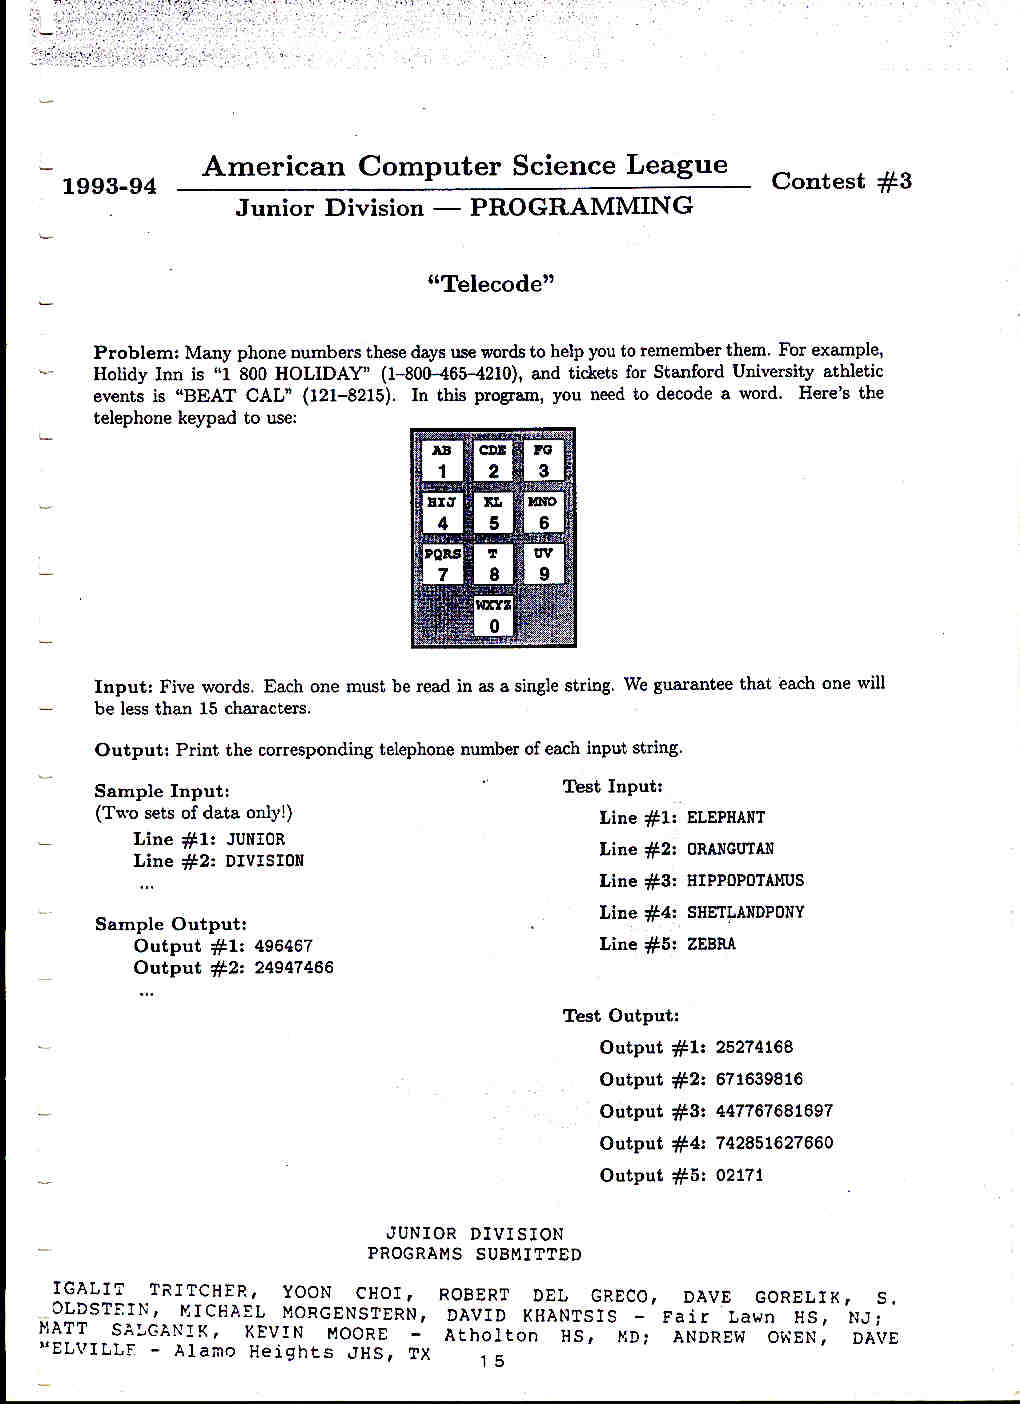 American Computer Science League
1993-94
Contest #3
Junior Division — PROGRAMMING
“Telecode”
Problem: Many phone numbers these days use words to help you to remember them. For example,
Holidy Inn is “1 800 HOLIDAY” (1–800–465–4210), and tickets for Stanford University athletic
events is “BEAT CAL” (121–8215). In this program, you need to decode a word. Here's the
telephone keypad to use:
AB CDE FG
1 2 3
HIJ KL MNO
4 5 6
PQRS T UV
7 8 9
WXYZ
0
Input: Five words. Each one must be read in as a single string. We guarantee that each one will
be less than 15 characters.
Output: Print the corresponding telephone number of each input string.
Sample Input:
(Two sets of data only!)
Line #1: JUNIOR
Line #2: DIVISION
...
Sample Output:
Output #1: 496467
Output #2: 24947466
...
Test Input:
Line #1: ELEPHANT
Line #2: ORANGUTAN
Line #3: HIPPOPOTAMUS
Line #4: SHETLANDPONY
Line #5: ZEBRA
Test Output:
Output #1: 25274168
Output #2: 671639816
Output #3: 447767681697
Output #4: 742851627660
Output #5: 02171
JUNIOR DIVISION
PROGRAMS SUBMITTED
IGALIT TRITCHER, YOON CHOI, ROBERT DEL GRECO, DAVE GORELIK, S.
OLDSTEIN, MICHAEL MORGENSTERN, DAVID KHANTSIS - Fair Lawn HS, NJ;
MATT SALGANIK, KEVIN MOORE - Atholton HS, MD; ANDREW OWEN, DAVE
MELVILLE - Alamo Heights JHS, TX
15